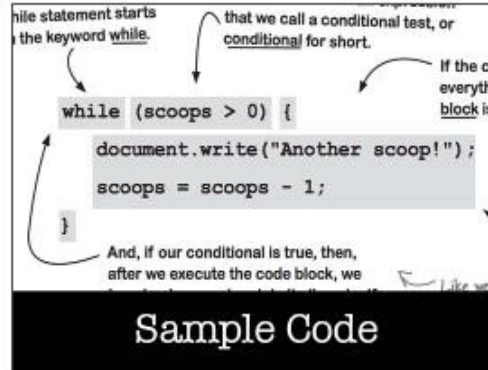 hile statement starts
the keyword while.
that we call a conditional test, or
conditional for short.
If the c
everyth
block is
while (scoops > 0) {
document.write("Another scoop!");
scoops = scoops - 1;
}
And, if our conditional is true, then,
after we execute the code block, we
Like we
Sample Code